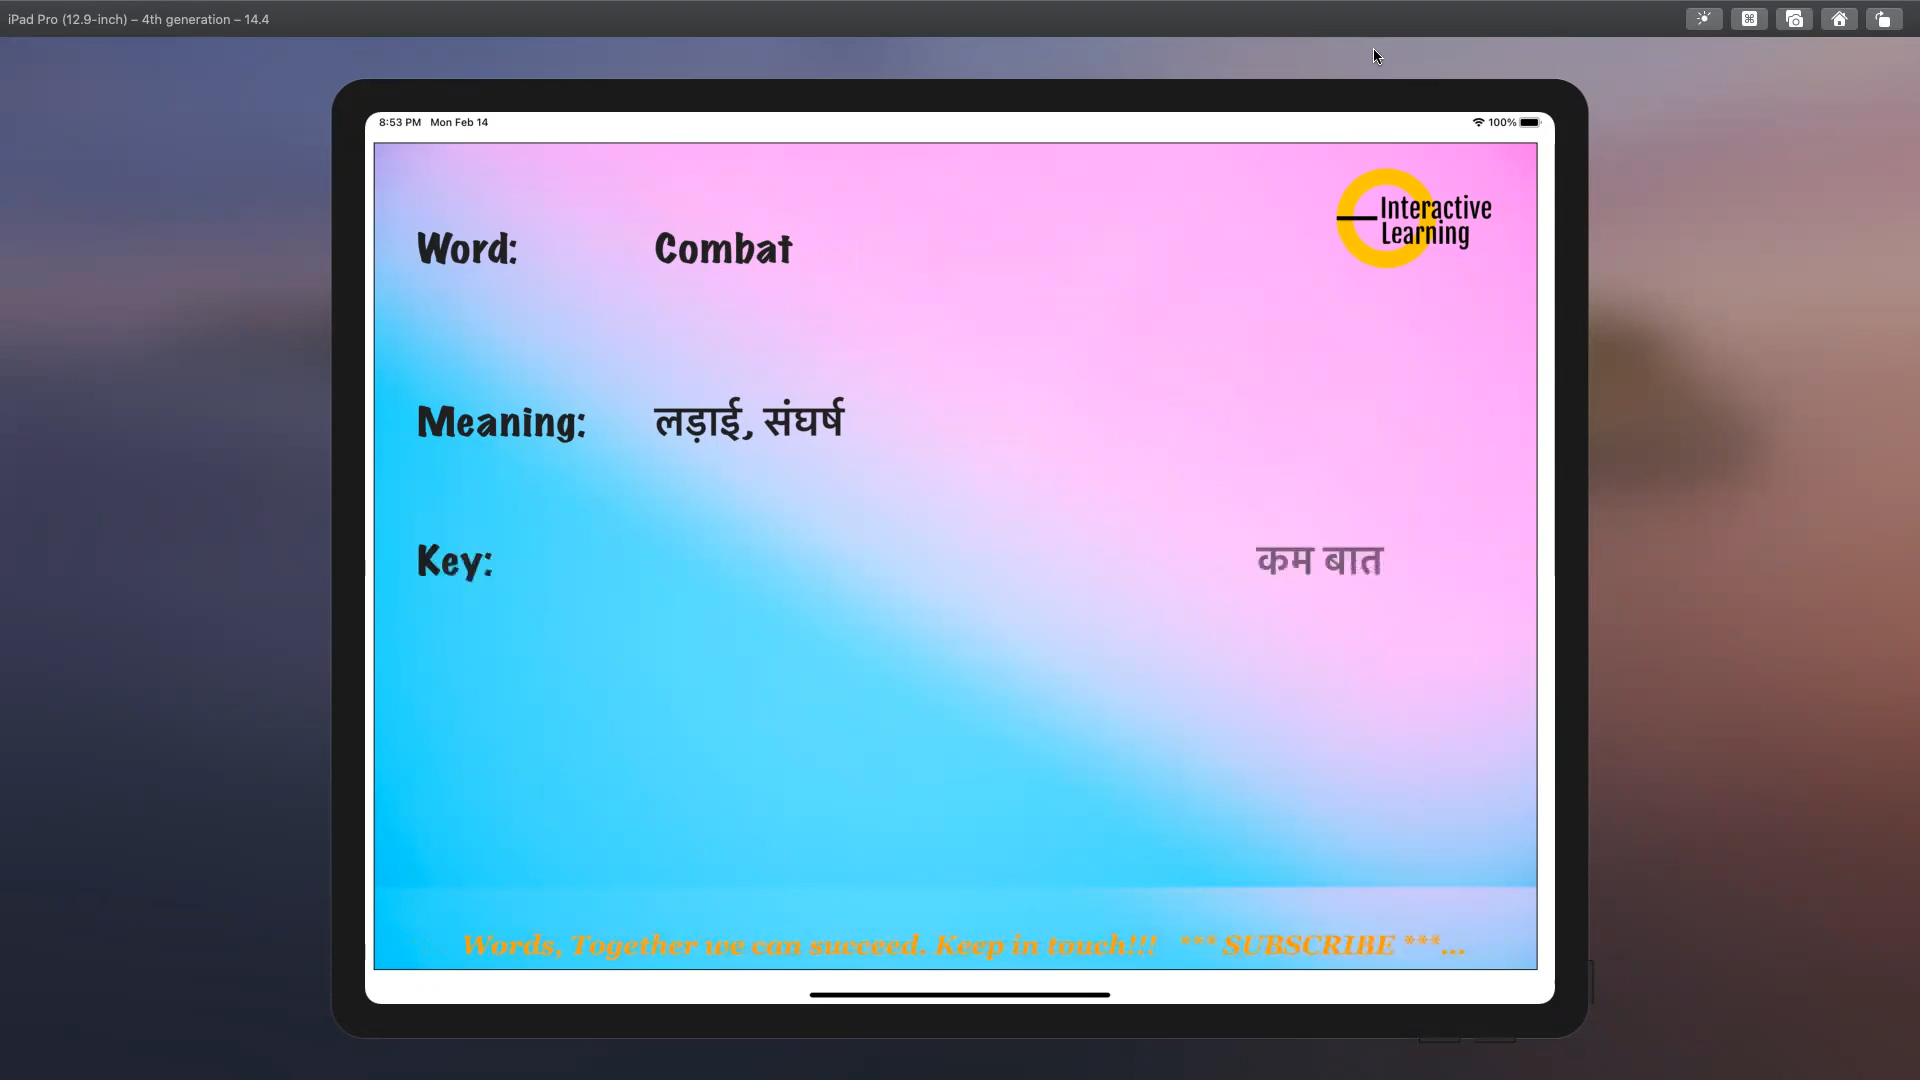 iPad Pro (12.9-inch) – 4th generation – 14.4
8:53 PM Mon Feb 14
100%
Interactive
Learning
Word: Combat
Meaning: लड़ाई, संघर्ष
Key: कम बात
Words, Together we can succeed. Keep in touch!!! *** SUBSCRIBE ***...